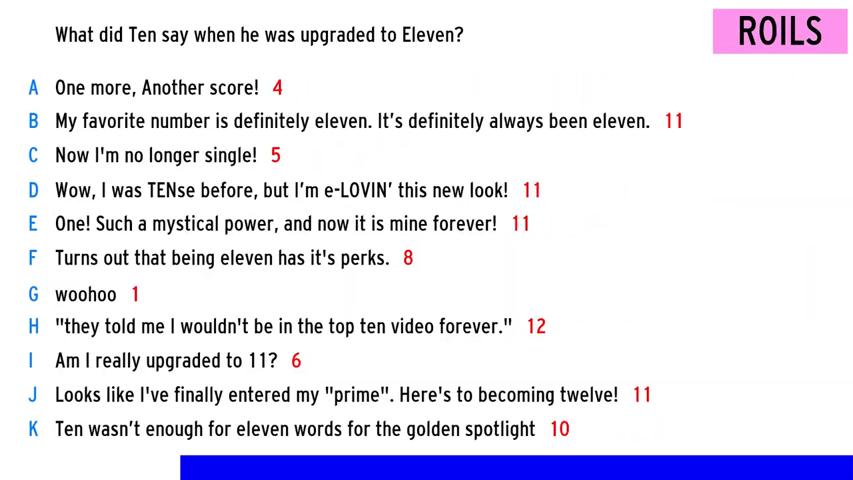 What did Ten say when he was upgraded to Eleven?
ROILS
A One more, Another score! 4
B My favorite number is definitely eleven. It’s definitely always been eleven. 11
C Now I'm no longer single! 5
D Wow, I was TENse before, but I’m e-LOVIN’ this new look! 11
E One! Such a mystical power, and now it is mine forever! 11
F Turns out that being eleven has it's perks. 8
G woohoo 1
H "they told me I wouldn't be in the top ten video forever." 12
I Am I really upgraded to 11? 6
J Looks like I've finally entered my "prime". Here's to becoming twelve! 11
K Ten wasn’t enough for eleven words for the golden spotlight 10